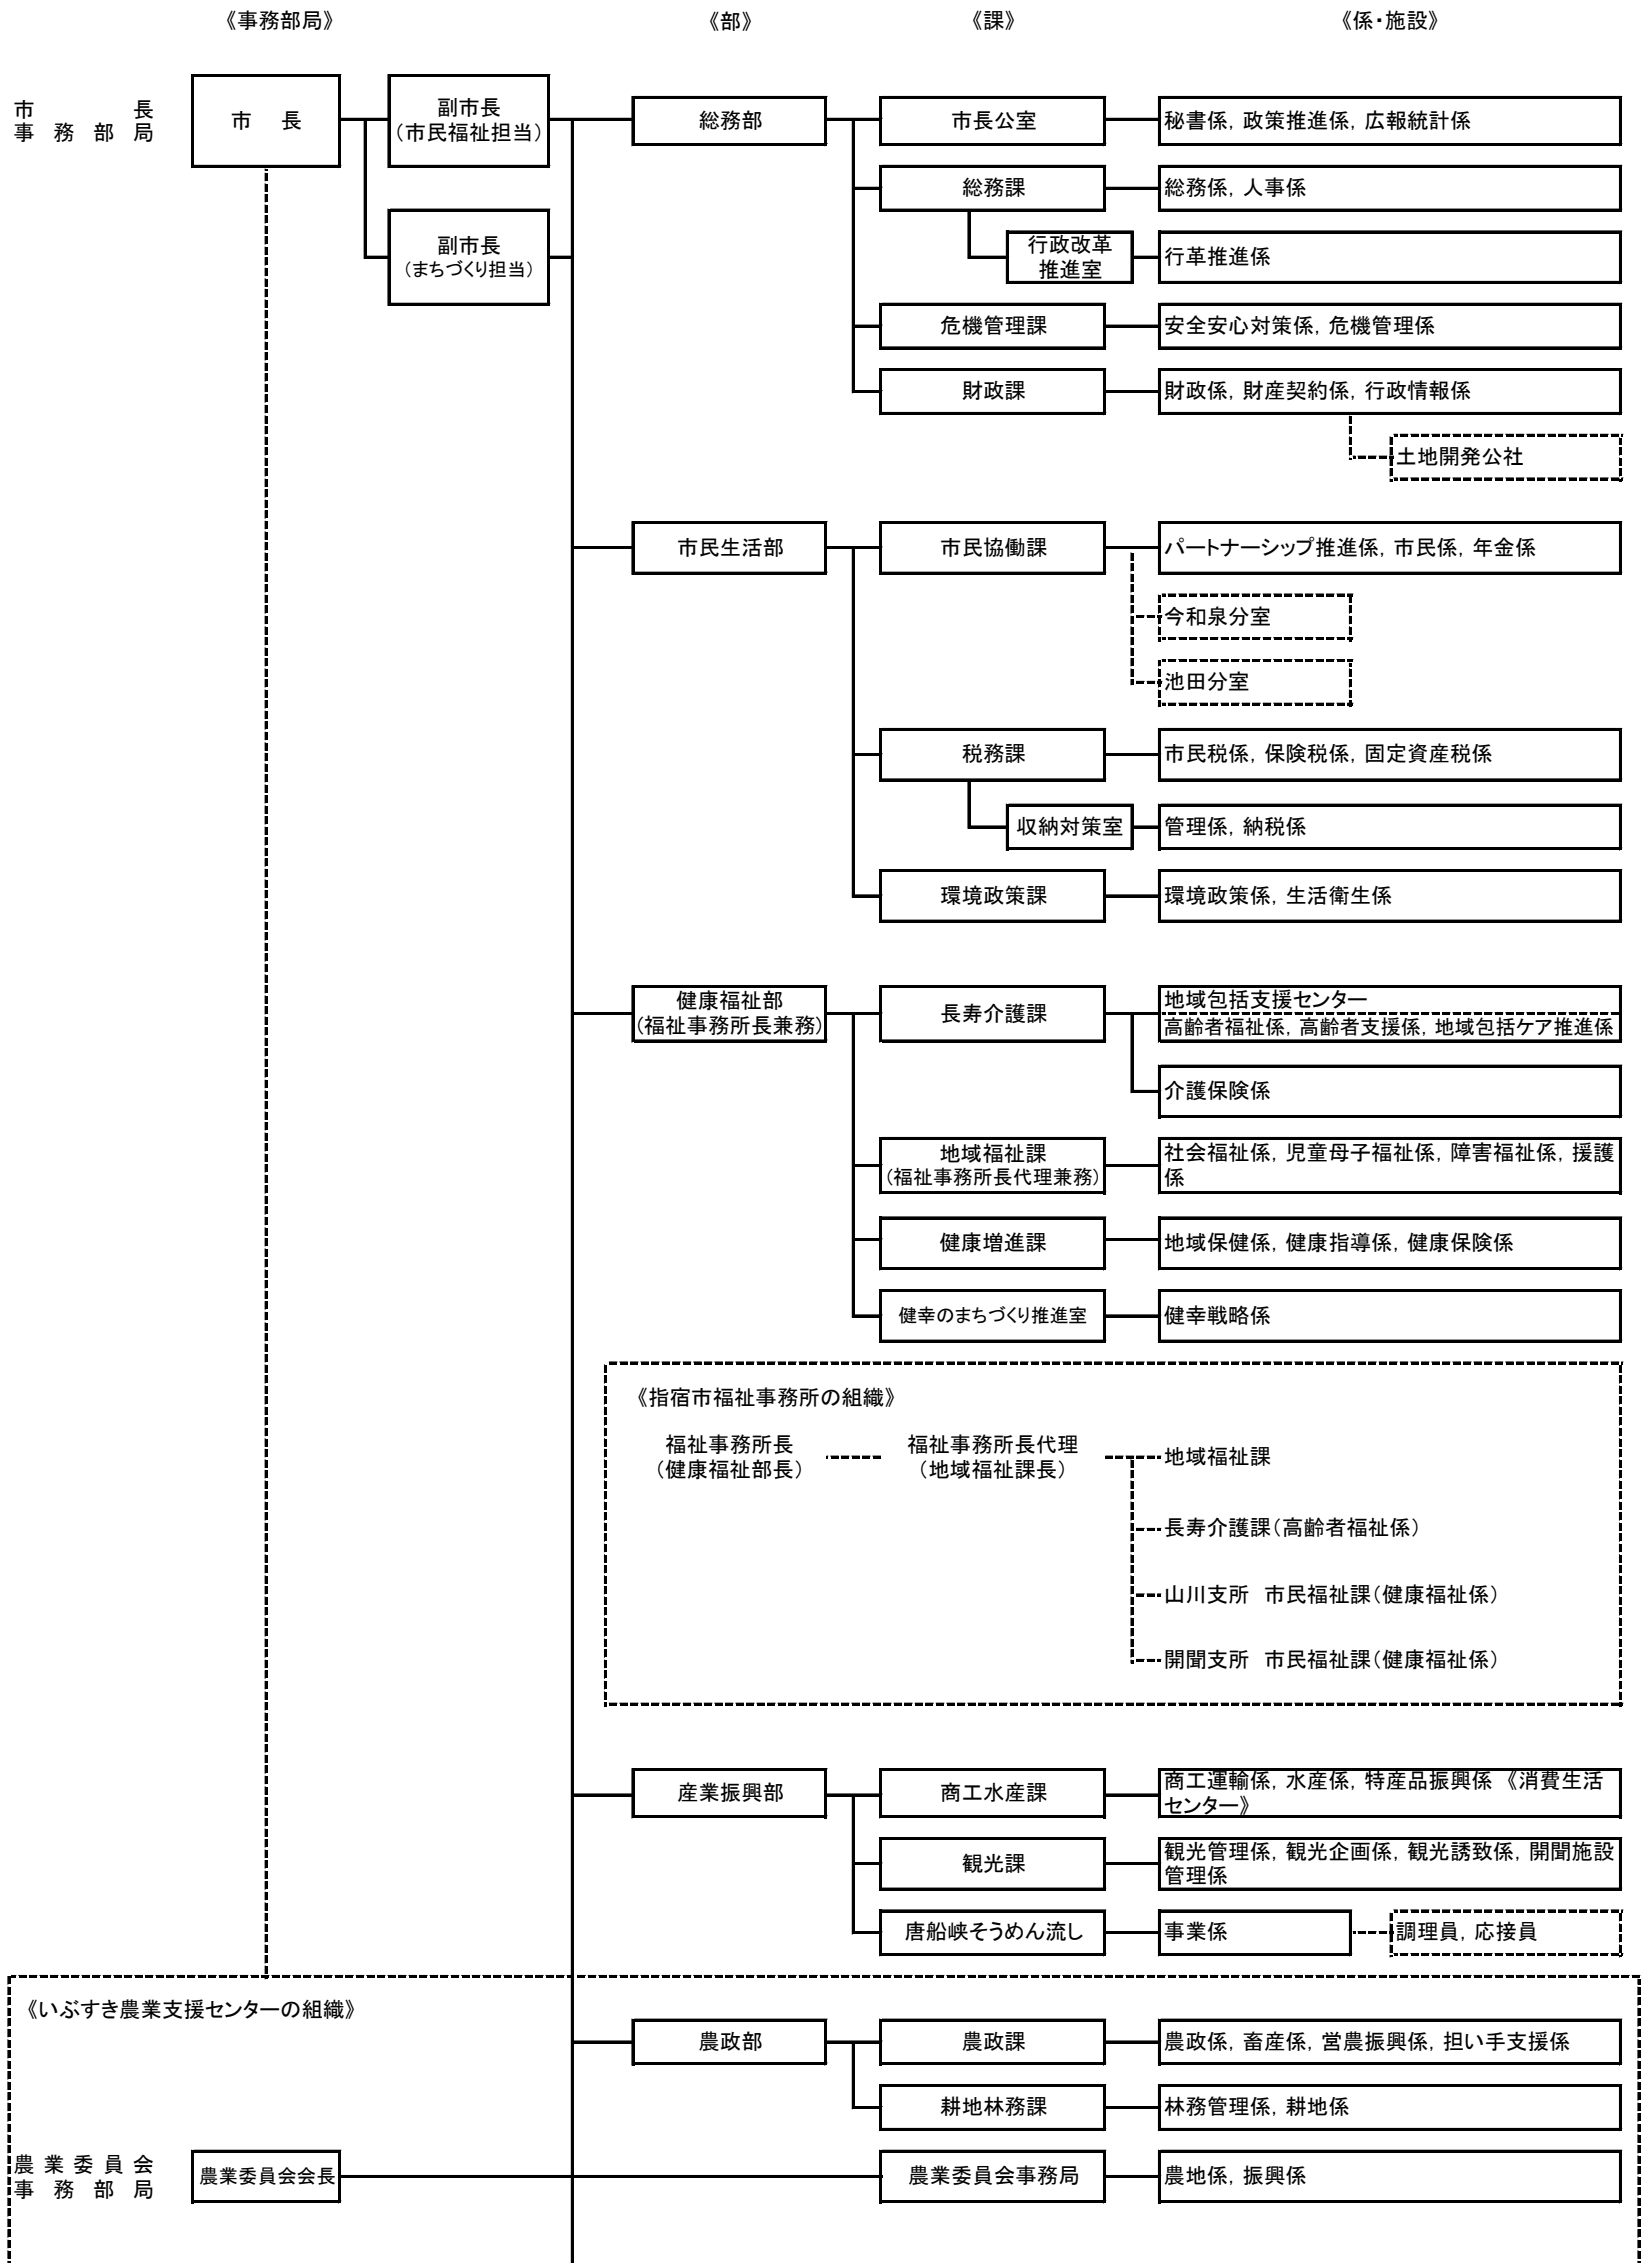 《事務部局》 《部》 《課》 《係・施設》
市長
事務部局
市 長
副市長
（市民福祉担当）
総務部
市長公室
秘書係，政策推進係，広報統計係
総務課
総務係，人事係
副市長
（まちづくり担当）
行政改革
推進室
行革推進係
危機管理課
安全安心対策係，危機管理係
財政課
財政係，財産契約係，行政情報係
土地開発公社
市民生活部
市民協働課
パートナーシップ推進係，市民係，年金係
今和泉分室
池田分室
税務課
市民税係，保険税係，固定資産税係
収納対策室
管理係，納税係
環境政策課
環境政策係，生活衛生係
健康福祉部
（福祉事務所長兼務）
長寿介護課
地域包括支援センター
高齢者福祉係，高齢者支援係，地域包括ケア推進係
介護保険係
地域福祉課
（福祉事務所長代理兼務）
社会福祉係，児童母子福祉係，障害福祉係，援護
係
健康増進課
地域保健係，健康指導係，健康保険係
健幸のまちづくり推進室
健幸戦略係
《指宿市福祉事務所の組織》
福祉事務所長
（健康福祉部長）
福祉事務所長代理
（地域福祉課長）
地域福祉課
長寿介護課（高齢者福祉係）
山川支所 市民福祉課（健康福祉係）
開聞支所 市民福祉課（健康福祉係）
産業振興部
商工水産課
商工運輸係，水産係，特産品振興係 《消費生活
センター》
観光課
観光管理係，観光企画係，観光誘致係，開聞施設
管理係
唐船峡そうめん流し
事業係
調理員，応接員
《いぶすき農業支援センターの組織》
農政部
農政課
農政係，畜産係，営農振興係，担い手支援係
耕地林務課
林務管理係，耕地係
農業委員会
事務部局
農業委員会会長
農業委員会事務局
農地係，振興係